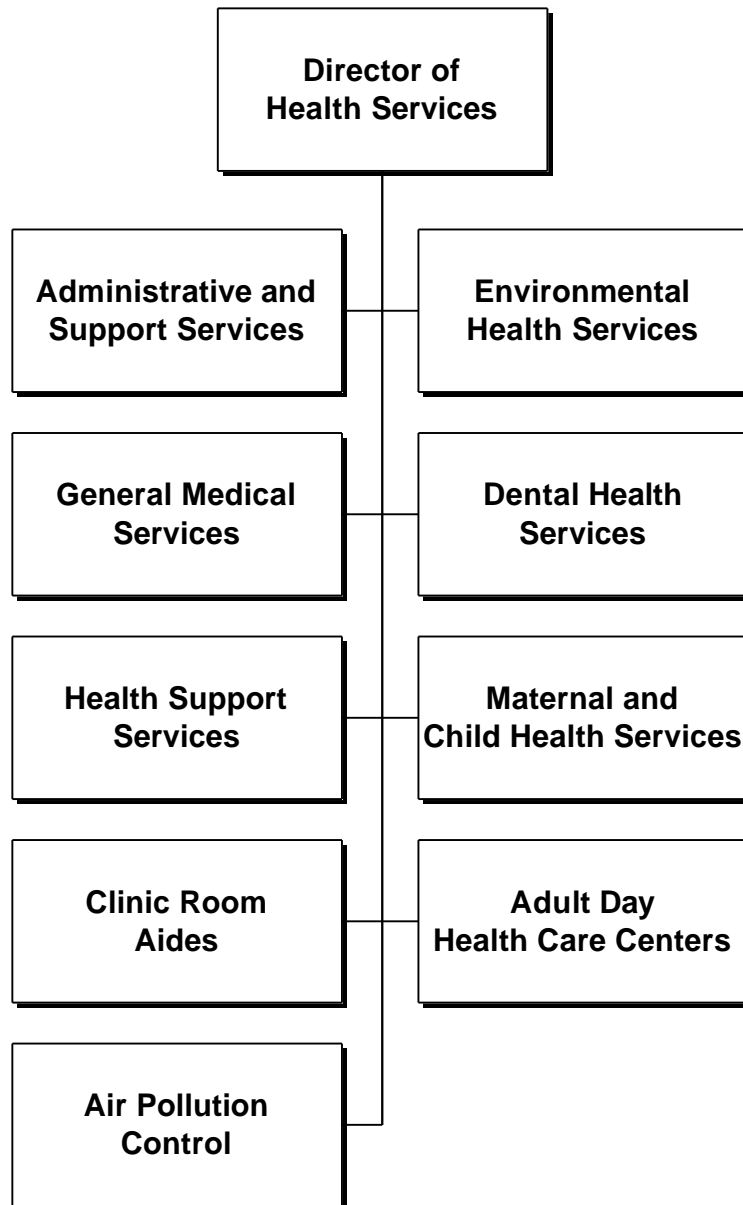 Director of
Health Services
Administrative and
Support Services
Environmental
Health Services
General Medical
Services
Dental Health
Services
Health Support
Services
Maternal and
Child Health Services
Clinic Room
Aides
Adult Day
Health Care Centers
Air Pollution
Control